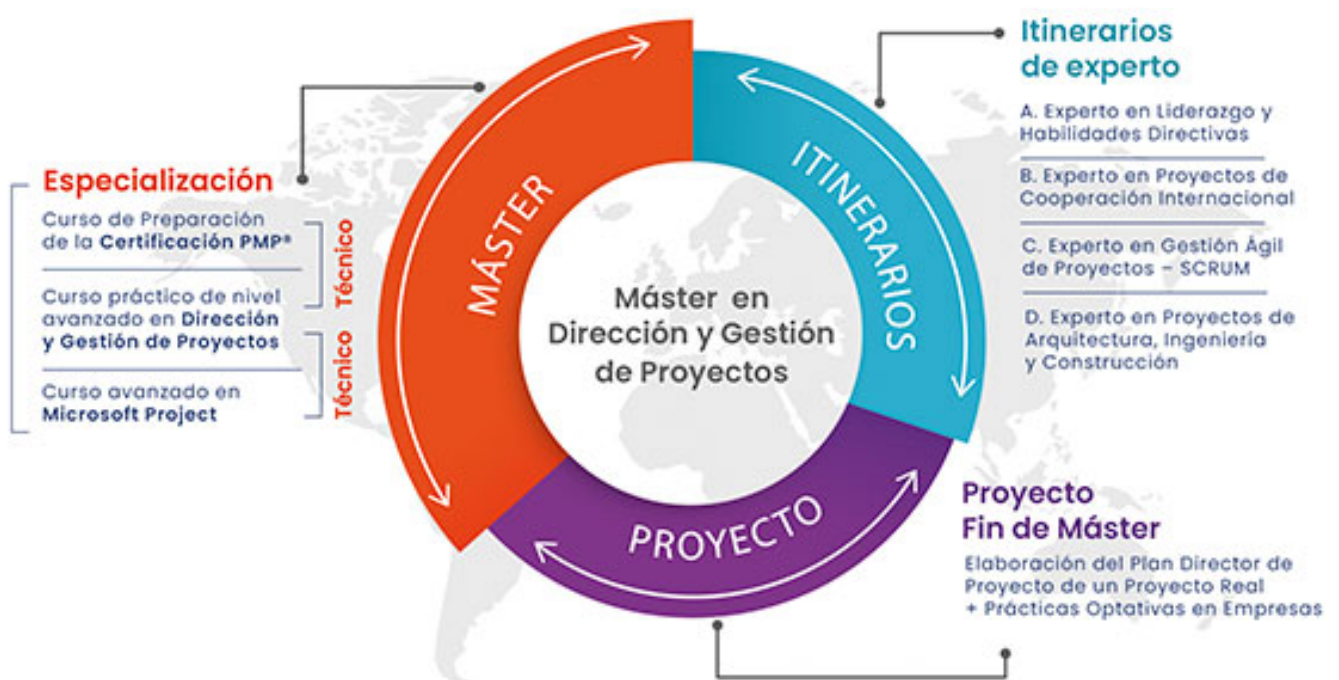 Especialización
Curso de Preparación
de la Certificación PMP®
Técnico
Curso práctico de nivel
avanzado en Dirección
y Gestión de Proyectos
Técnico
Curso avanzado en
Microsoft Project
MÁSTER
ITINERARIOS
PROYECTO
Máster en
Dirección y Gestión
de Proyectos
Itinerarios
de experto
A. Experto en Liderazgo y
Habilidades Directivas
B. Experto en Proyectos de
Cooperación Internacional
C. Experto en Gestión Ágil
de Proyectos – SCRUM
D. Experto en Proyectos de
Arquitectura, Ingeniería
y Construcción
Proyecto
Fin de Máster
Elaboración del Plan Director de
Proyecto de un Proyecto Real
+ Prácticas Optativas en Empresas